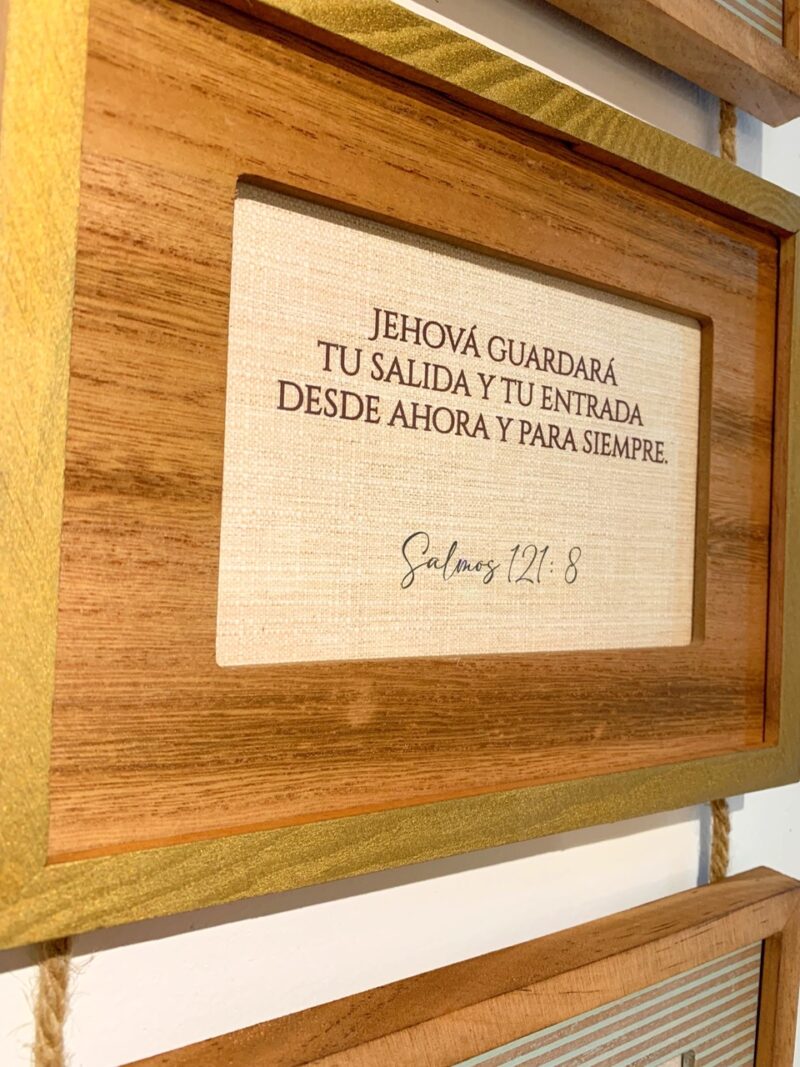 JEHOVÁ GUARDARÁ
TU SALIDA Y TU ENTRADA
DESDE AHORA Y PARA SIEMPRE.
Salmos 121: 8